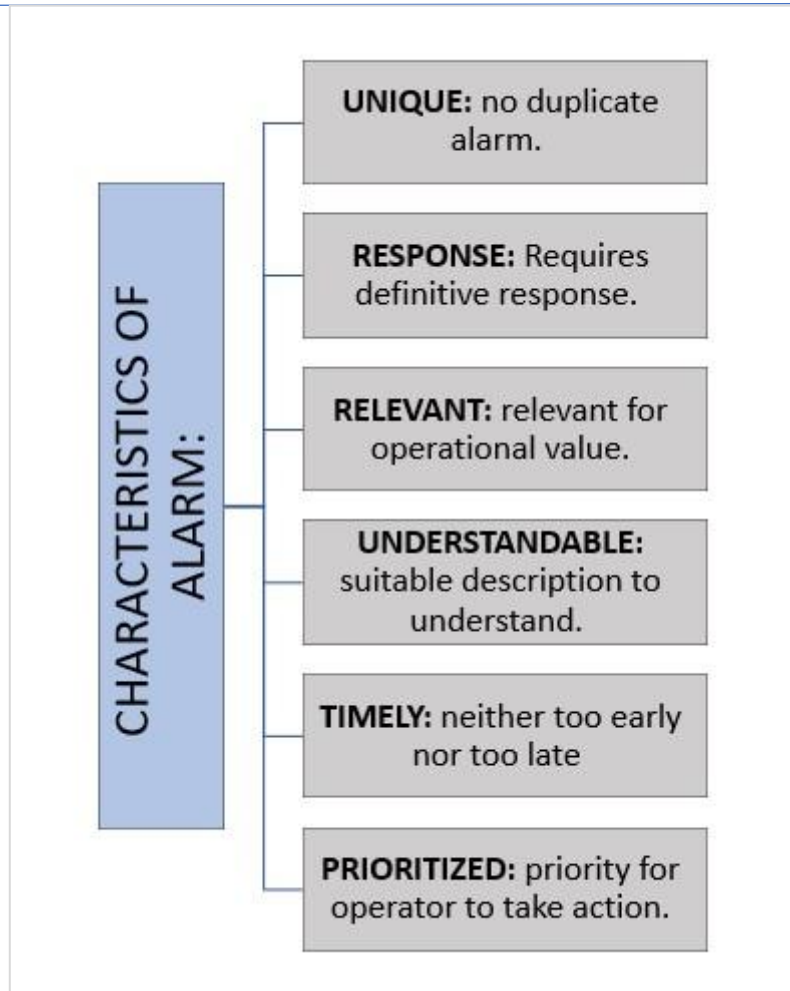 CHARACTERISTICS OF
ALARM:
UNIQUE: no duplicate
alarm.
RESPONSE: Requires
definitive response.
RELEVANT: relevant for
operational value.
UNDERSTANDABLE:
suitable description to
understand.
TIMELY: neither too early
nor too late
PRIORITIZED: priority for
operator to take action.